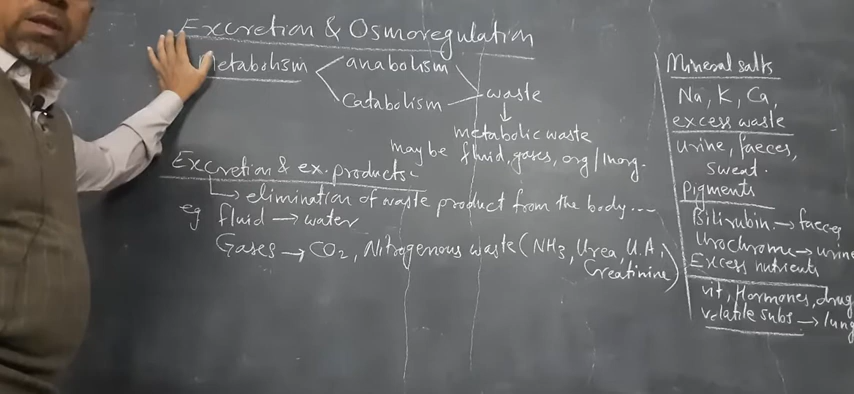 Excretion & Osmoregulation
Metabolism < anabolism
Catabolism
waste
↓
metabolic waste
may be fluid, gases, org/Inorg.
Excretion & ex. products -
→ elimination of waste product from the body ...
eg fluid → water
Gases → CO₂, Nitrogenous waste (NH₃, Urea, U.A,
Creatinine)
Mineral salts
Na, K, Ca,
excess waste
Urine, faeces,
Sweat.
Pigments
Bilirubin → faeces
Urochrome → urine
Excess nutrients
vit, Hormones, drug
volatile subs → lung